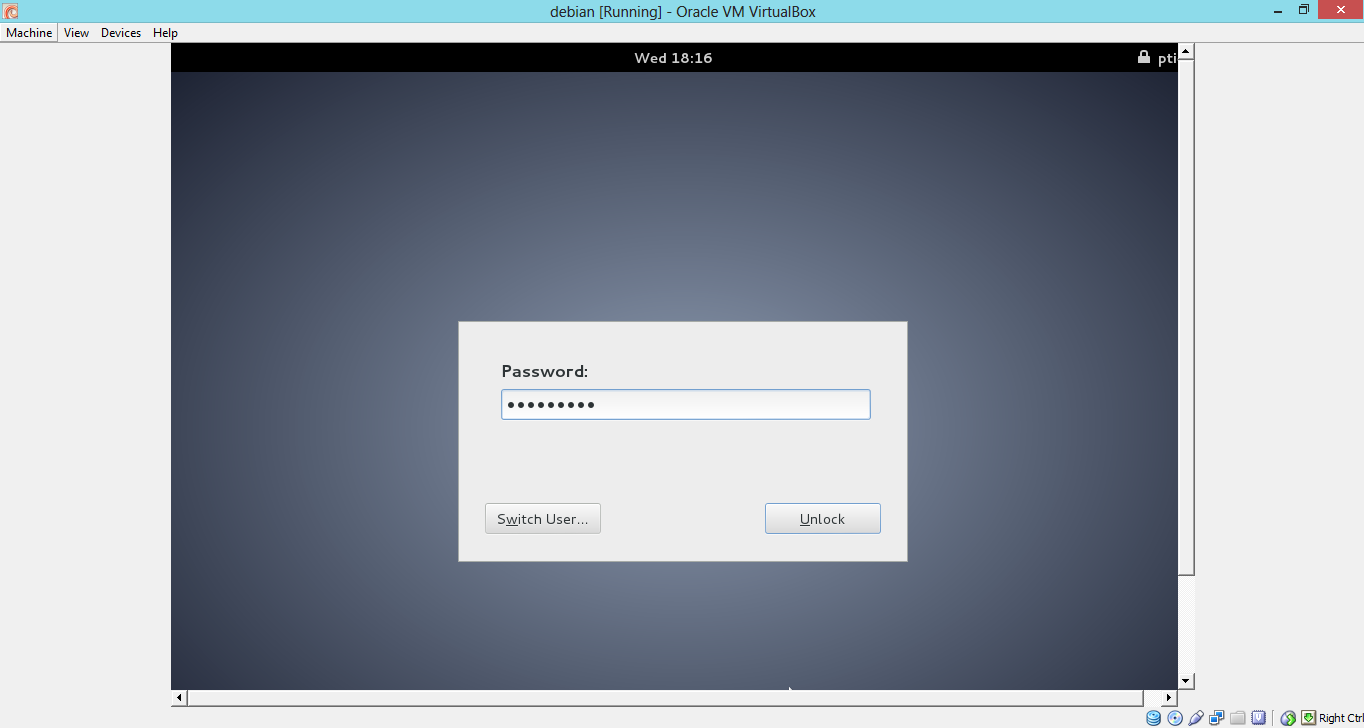 debian [Running] - Oracle VM VirtualBox
Machine View Devices Help
Wed 18:16
pti
Password:
•••••••••
Switch User...
Unlock
Right Ctrl